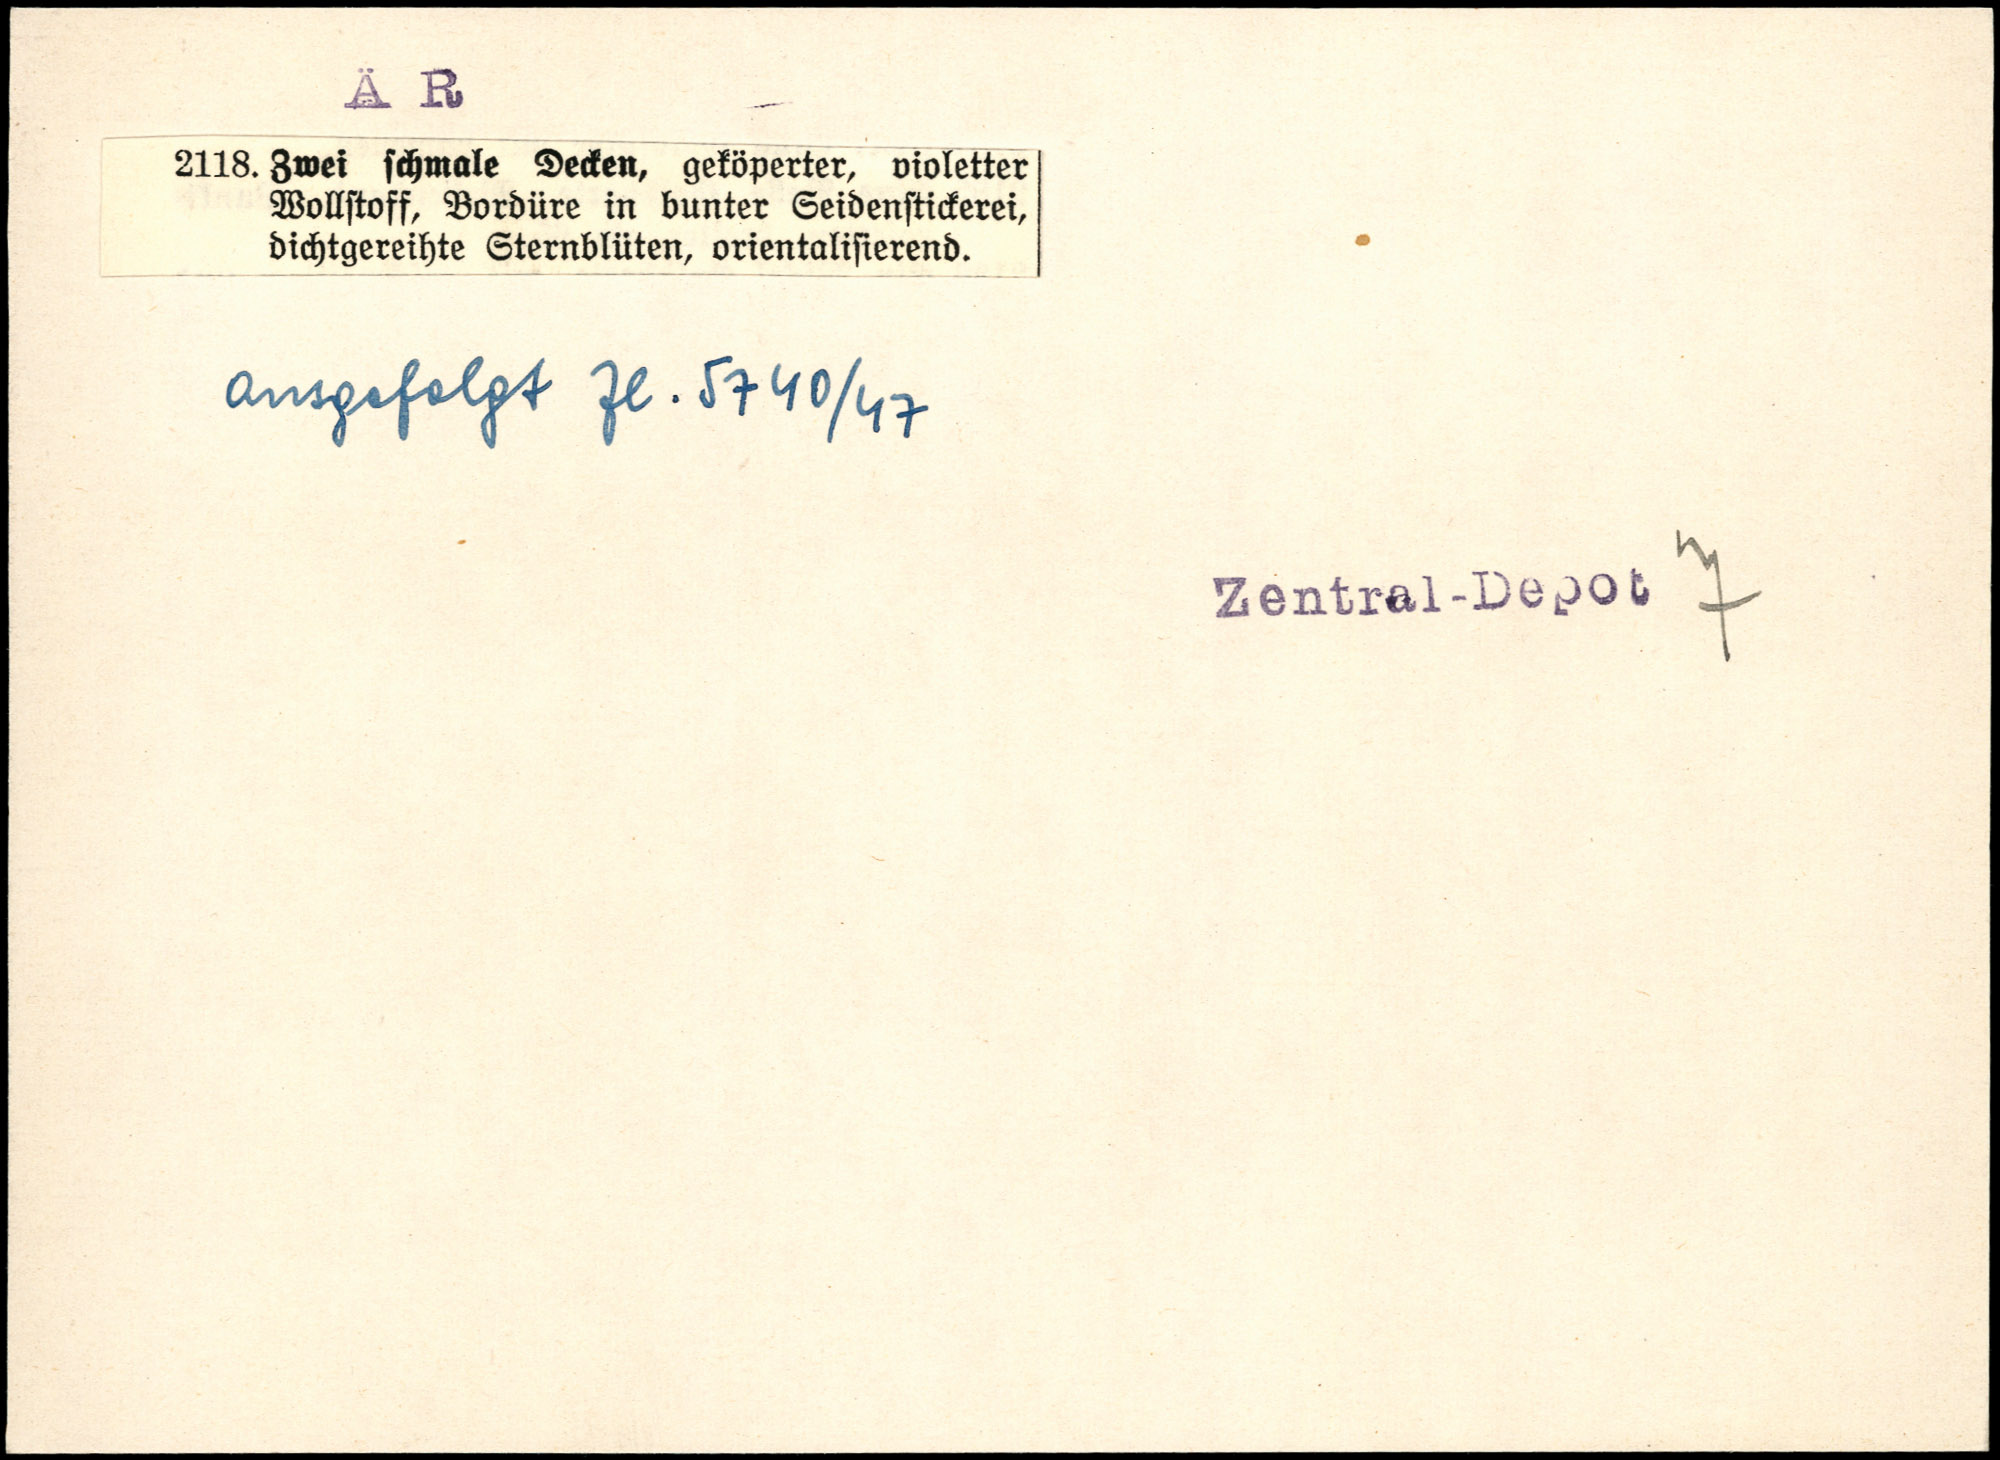 Ä R
2118. Zwei schmale Decken, geköperter, violetter
Wollstoff, Bordüre in bunter Seidenstickerei,
dichtgereihte Sternblüten, orientalisierend.
ausgefolgt Zl. 5740/47
Zentral-Depot